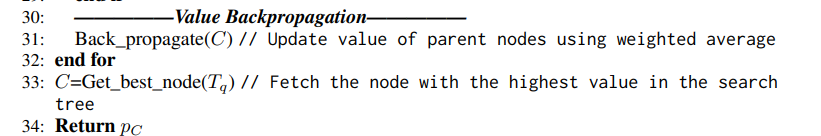 30: —————Value Backpropagation—————
31: Back_propagate(C) // Update value of parent nodes using weighted average
32: end for
33: C=Get_best_node(T_q) // Fetch the node with the highest value in the search
tree
34: Return p_C